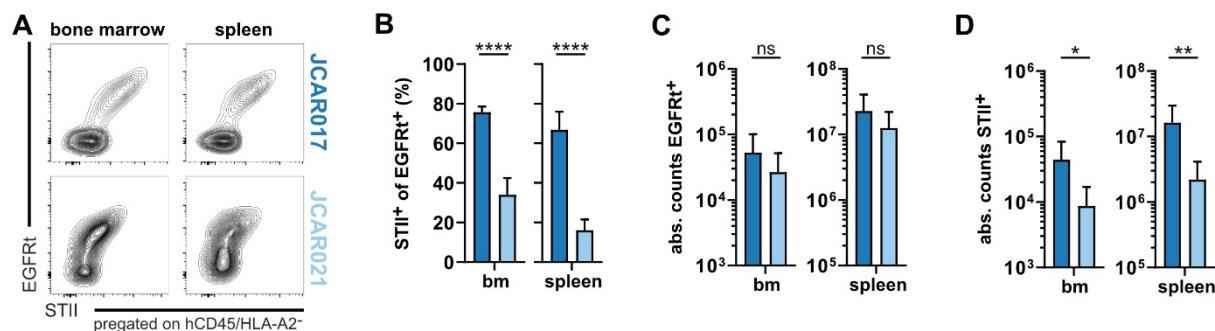 A
bone marrow
spleen
EGFRt
STII
JCAR017
JCAR021
pregated on hCD45/HLA-A2⁻
B
****
****
STII⁺ of EGFRt⁺ (%)
100
80
60
40
20
0
bm
spleen
C
ns
ns
abs. counts EGFRt⁺
10⁶
10⁵
10⁴
10³
10⁸
10⁷
10⁶
10⁵
bm
spleen
D
*
**
abs. counts STII⁺
10⁶
10⁵
10⁴
10³
10⁸
10⁷
10⁶
10⁵
bm
spleen